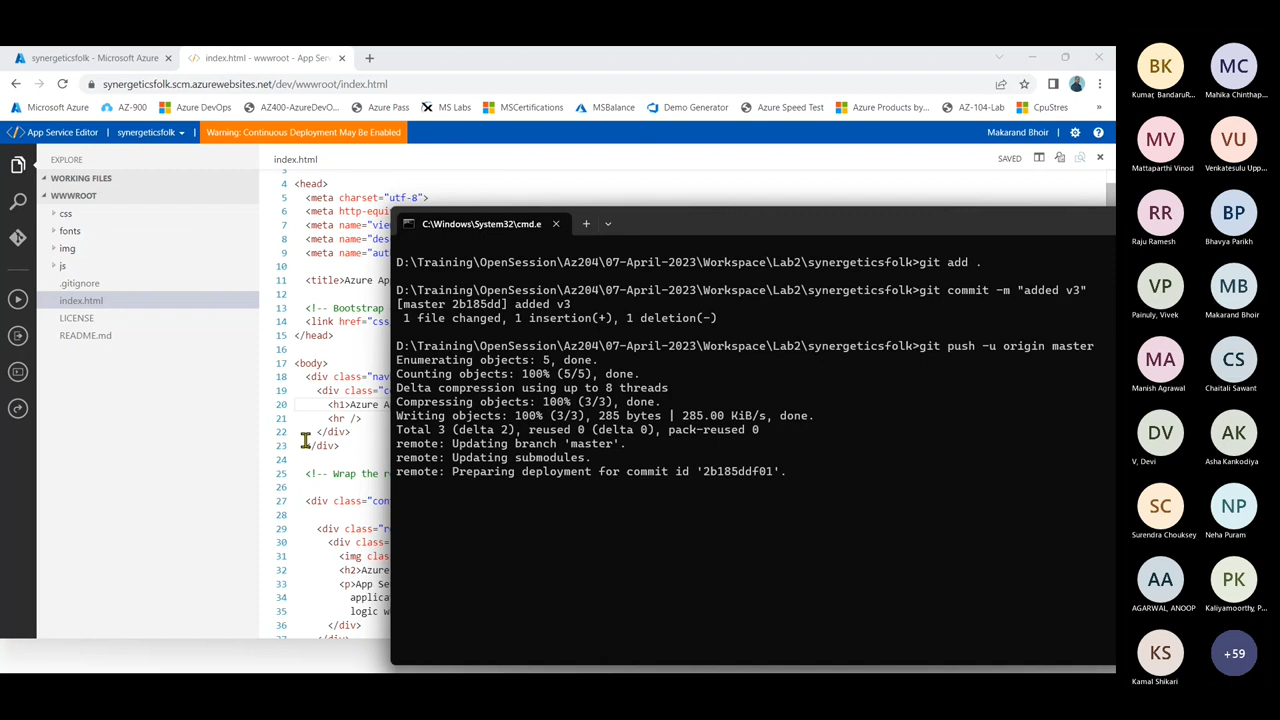 synergeticsfolk - Microsoft Azure
index.html - wwwroot - App Serv
synergeticsfolk.scm.azurewebsites.net/dev/wwwroot/index.html
Microsoft Azure
AZ-900
Azure DevOps
AZ400-AzureDevO...
Azure Pass
MS Labs
MSCertifications
MSBalance
Demo Generator
Azure Speed Test
Azure Products by...
AZ-104-Lab
CpuStres
»
</> App Service Editor
synergeticsfolk
Warning: Continuous Deployment May Be Enabled
Makarand Bhoir
EXPLORE
WORKING FILES
WWWROOT
css
fonts
img
js
.gitignore
index.html
LICENSE
README.md
index.html
SAVED
4 <head>
5 <meta charset="utf-8">
6 <meta http-equi
7 <meta name="vie
8 <meta name="des
9 <meta name="aut
10
11 <title>Azure Ap
12
13 <!-- Bootstrap
14 <link href="css
15 </head>
16
17 <body>
18 <div class="nav
19 <div class="c
20 <h1>Azure A
21 <hr />
22 </div>
23 </div>
24
25 <!-- Wrap the r
26
27 <div class="con
28
29 <div class="r
30 <div class=
31 <img clas
32 <h2>Azure
33 <p>App Se
34 applicatio
35 logic w
36 </div>
C:\Windows\System32\cmd.e
D:\Training\OpenSession\Az204\07-April-2023\Workspace\Lab2\synergeticsfolk>git add .
D:\Training\OpenSession\Az204\07-April-2023\Workspace\Lab2\synergeticsfolk>git commit -m "added v3"
[master 2b185dd] added v3
1 file changed, 1 insertion(+), 1 deletion(-)
D:\Training\OpenSession\Az204\07-April-2023\Workspace\Lab2\synergeticsfolk>git push -u origin master
Enumerating objects: 5, done.
Counting objects: 100% (5/5), done.
Delta compression using up to 8 threads
Compressing objects: 100% (3/3), done.
Writing objects: 100% (3/3), 285 bytes | 285.00 KiB/s, done.
Total 3 (delta 2), reused 0 (delta 0), pack-reused 0
remote: Updating branch 'master'.
remote: Updating submodules.
remote: Preparing deployment for commit id '2b185ddf01'.
BK
Kumar, BandaruR...
MC
Mahika Chinthap...
MV
Mattaparthi Vinod
VU
Venkatesulu Upp...
RR
Raju Ramesh
BP
Bhavya Parikh
VP
Painuly, Vivek
MB
Makarand Bhoir
MA
Manish Agrawal
CS
Chaitali Sawant
DV
V, Devi
AK
Asha Kankodiya
SC
Surendra Chouksey
NP
Neha Puram
AA
AGARWAL, ANOOP
PK
Kaliyamoorthy, P...
KS
Kamal Shikari
+59